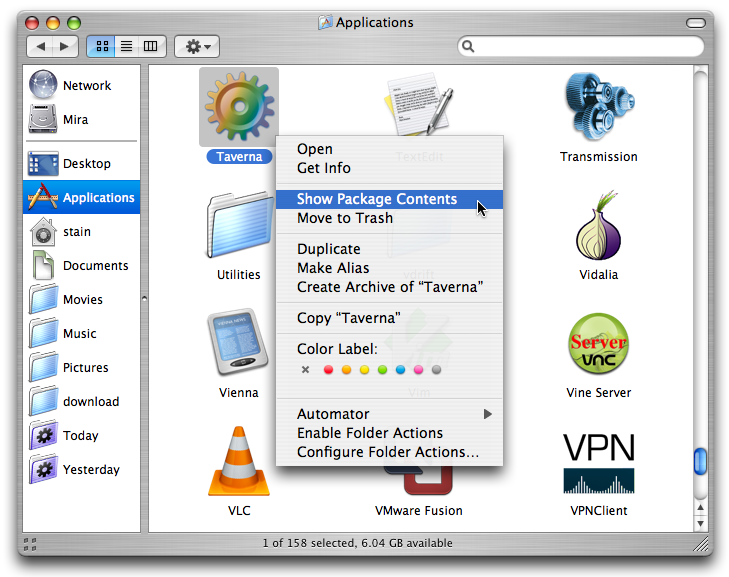 Applications
Network
Mira
Desktop
Applications
stain
Documents
Movies
Music
Pictures
download
Today
Yesterday
Taverna
TextEdit
Transmission
Utilities
Vidalia
Vienna
Vim
Server
vnc
Vine Server
VLC
VMware Fusion
VPN
VPNClient
Open
Get Info
Show Package Contents
Move to Trash
Duplicate
Make Alias
Create Archive of “Taverna”
Copy “Taverna”
Color Label:
Automator
Enable Folder Actions
Configure Folder Actions...
1 of 158 selected, 6.04 GB available